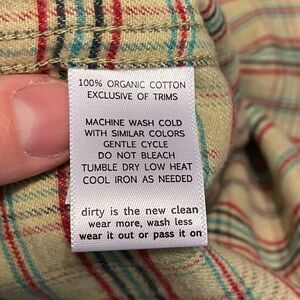 100% ORGANIC COTTON
EXCLUSIVE OF TRIMS
MACHINE WASH COLD
WITH SIMILAR COLORS
GENTLE CYCLE
DO NOT BLEACH
TUMBLE DRY LOW HEAT
COOL IRON AS NEEDED
dirty is the new clean
wear more, wash less
wear it out or pass it on